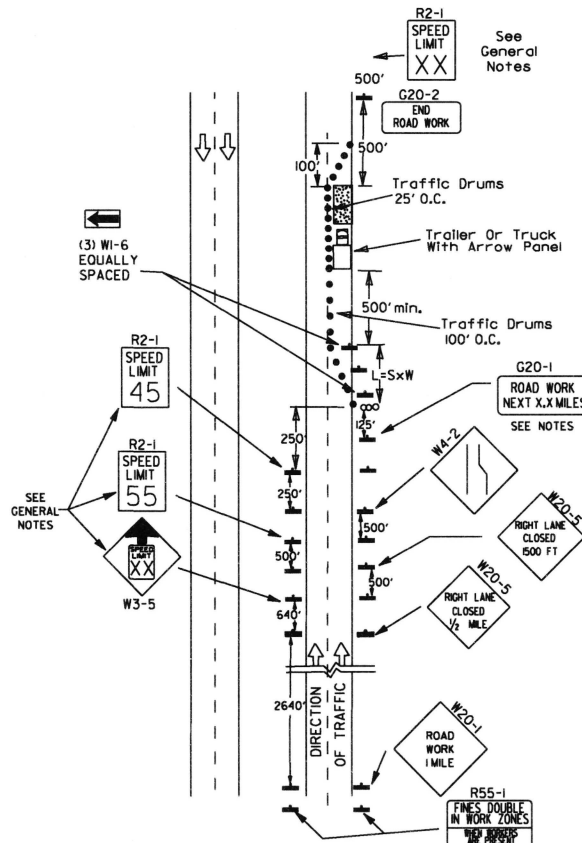 R2-1
SPEED
LIMIT
XX
See
General
Notes
500'
G20-2
END
ROAD WORK
100'
500'
Traffic Drums
25' O.C.
Trailer Or Truck
With Arrow Panel
(3) W1-6
EQUALLY
SPACED
500' min.
Traffic Drums
100' O.C.
R2-1
SPEED
LIMIT
45
L=SxW
G20-1
ROAD WORK
NEXT X.X MILES
SEE NOTES
125'
250'
R2-1
SPEED
LIMIT
55
W4-2
250'
SEE
GENERAL
NOTES
500'
500'
W20-5
RIGHT LANE
CLOSED
1500 FT
SPEED
LIMIT
XX
W3-5
500'
640'
W20-5
RIGHT LANE
CLOSED
1/2 MILE
2640'
DIRECTION
OF TRAFFIC
W20-1
ROAD
WORK
1 MILE
R55-1
FINES DOUBLE
IN WORK ZONES
WHEN WORKERS
ARE PRESENT